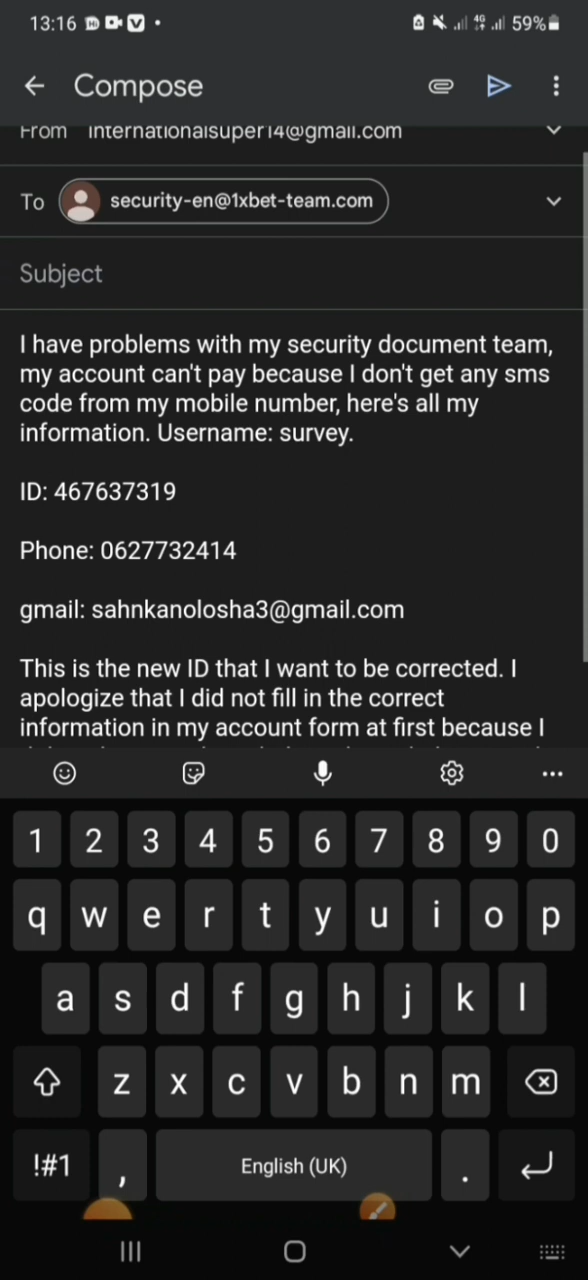 13:16
4G
59%
Compose
From internationalsuper14@gmail.com
To security-en@1xbet-team.com
Subject
I have problems with my security document team,
my account can't pay because I don't get any sms
code from my mobile number, here's all my
information. Username: survey.
ID: 467637319
Phone: 0627732414
gmail: sahnkanolosha3@gmail.com
This is the new ID that I want to be corrected. I
apologize that I did not fill in the correct
information in my account form at first because I
1 2 3 4 5 6 7 8 9 0
q w e r t y u i o p
a s d f g h j k l
z x c v b n m
!#1 , English (UK) .